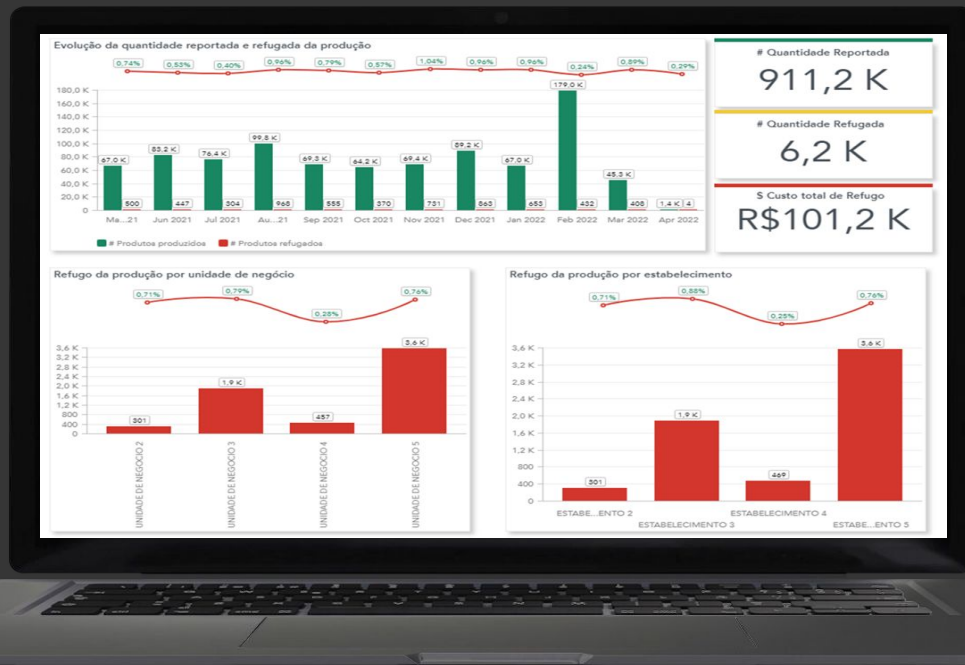 Evolução da quantidade reportada e refugada da produção
0,74% 0,53% 0,40% 0,96% 0,79% 0,57% 1,04% 0,96% 0,96% 0,24% 0,89% 0,29%
180,0 K
160,0 K
140,0 K
120,0 K
100,0 K
80,0 K
60,0 K
40,0 K
20,0 K
0
67,0 K 83,2 K 76,4 K 99,8 K 69,3 K 64,2 K 69,4 K 89,2 K 67,0 K 179,0 K 45,3 K 1,4 K
500 447 304 968 555 370 731 863 653 432 408 4
Ma...21 Jun 2021 Jul 2021 Au...21 Sep 2021 Oct 2021 Nov 2021 Dec 2021 Jan 2022 Feb 2022 Mar 2022 Apr 2022
# Produtos produzidos # Produtos refugados
# Quantidade Reportada
911,2 K
# Quantidade Refugada
6,2 K
$ Custo total de Refugo
R$101,2 K
Refugo da produção por unidade de negócio
0,71% 0,79% 0,25% 0,76%
3,6 K
3,2 K
2,8 K
2,4 K
2,0 K
1,6 K
1,2 K
800
400
0
301 1,9 K 457 3,6 K
UNIDADE DE NEGOCIO 2
UNIDADE DE NEGOCIO 3
UNIDADE DE NEGOCIO 4
UNIDADE DE NEGOCIO 5
Refugo da produção por estabelecimento
0,71% 0,88% 0,25% 0,76%
3,6 K
3,2 K
2,8 K
2,4 K
2,0 K
1,6 K
1,2 K
800
400
0
301 1,9 K 469 3,6 K
ESTABE...ENTO 2 ESTABELECIMENTO 4
ESTABELECIMENTO 3 ESTABE...ENTO 5